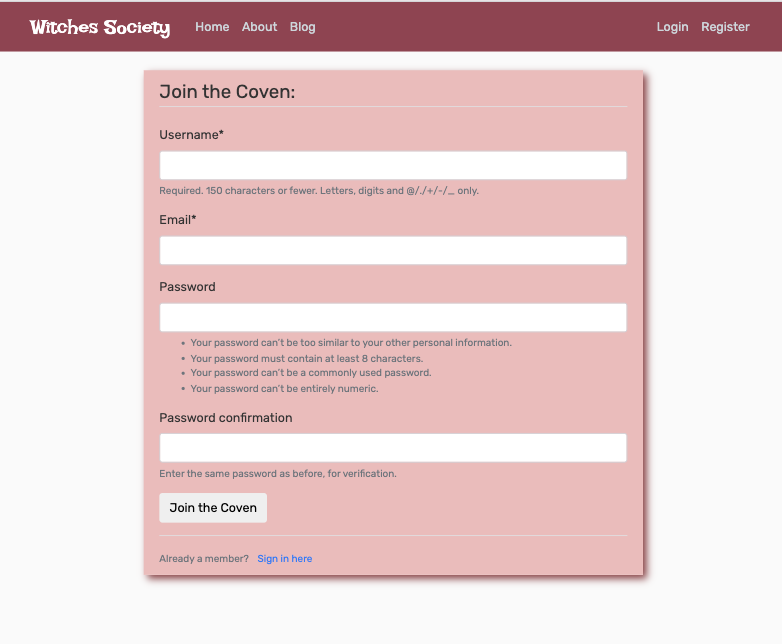 Witches Society Home About Blog Login Register
Join the Coven:
Username*
Required. 150 characters or fewer. Letters, digits and @/./+/-/_ only.
Email*
Password
• Your password can't be too similar to your other personal information.
• Your password must contain at least 8 characters.
• Your password can't be a commonly used password.
• Your password can't be entirely numeric.
Password confirmation
Enter the same password as before, for verification.
Join the Coven
Already a member? Sign in here